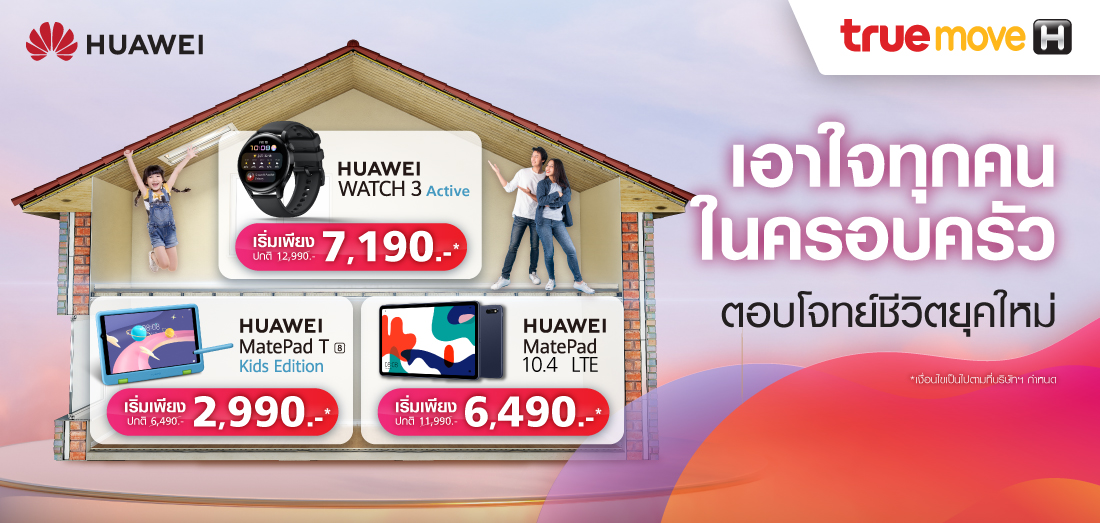 HUAWEI
truemove H
HUAWEI
WATCH 3 Active
เริ่มเพียง 7,190.-*
ปกติ 12,990.-
HUAWEI
MatePad T 8
Kids Edition
เริ่มเพียง 2,990.-*
ปกติ 6,490.-
HUAWEI
MatePad
10.4 LTE
เริ่มเพียง 6,490.-*
ปกติ 11,990.-
เอาใจทุกคน
ในครอบครัว
ตอบโจทย์ชีวิตยุคใหม่
*เงื่อนไขเป็นไปตามที่บริษัทฯ กำหนด